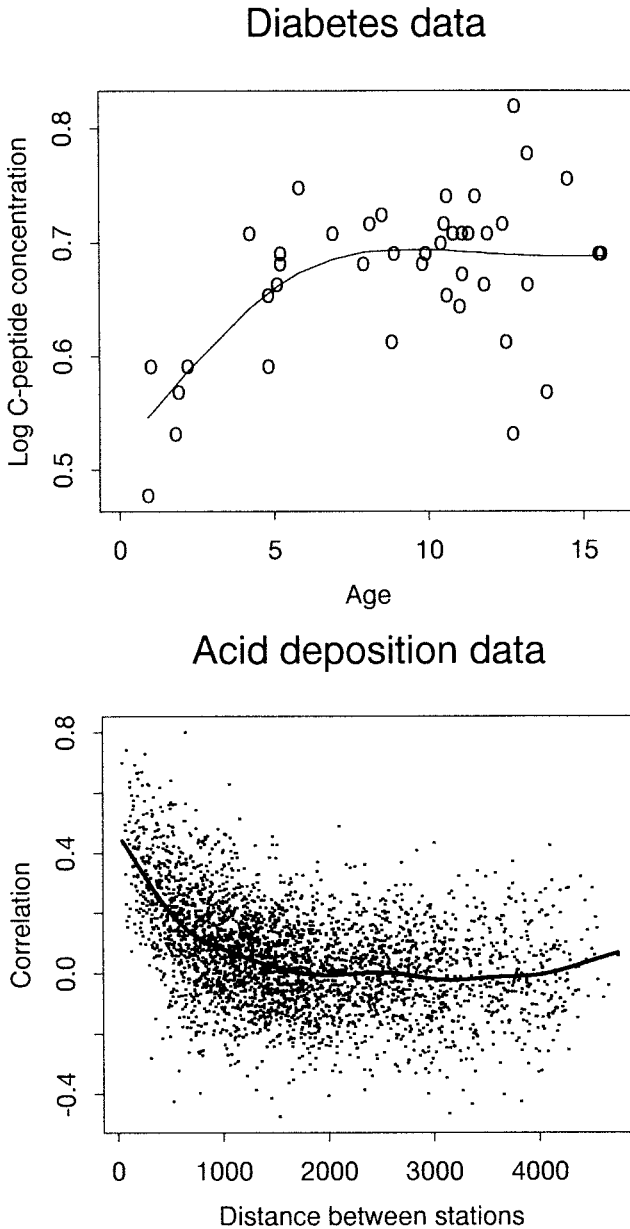 Diabetes data
Log C-peptide concentration
0.8
0.7
0.6
0.5
0 5 10 15
Age
Acid deposition data
Correlation
0.8
0.4
0.0
-0.4
0 1000 2000 3000 4000
Distance between stations